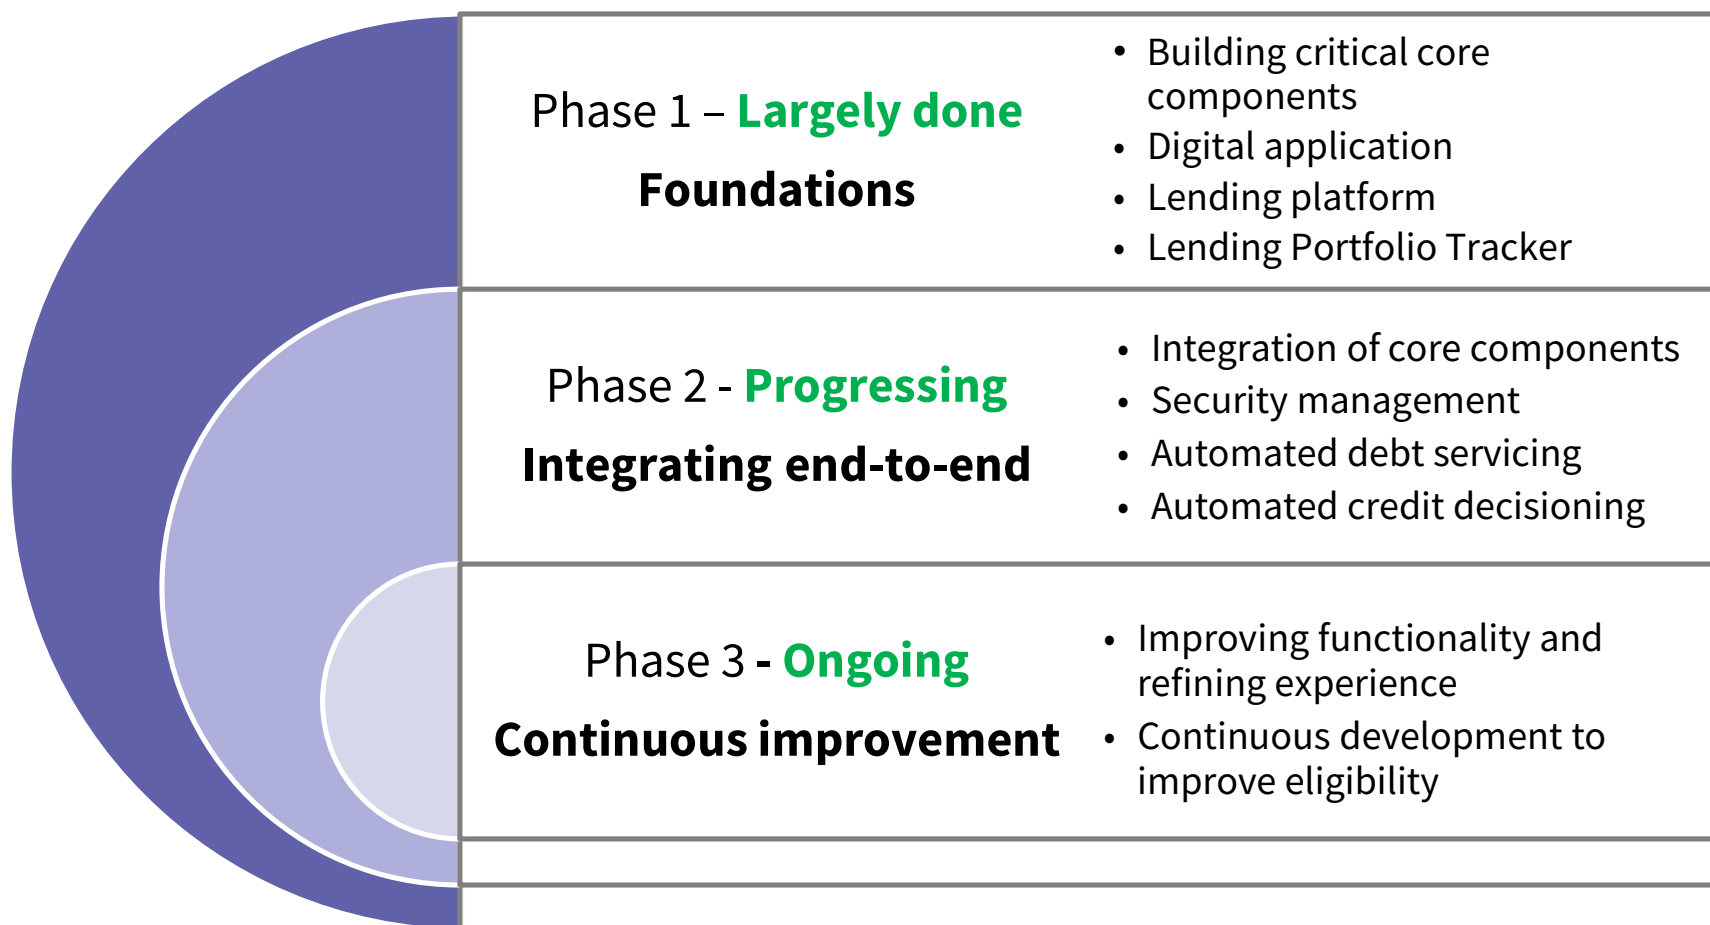 Phase 1 – Largely done
Foundations
• Building critical core
components
• Digital application
• Lending platform
• Lending Portfolio Tracker
Phase 2 - Progressing
Integrating end-to-end
• Integration of core components
• Security management
• Automated debt servicing
• Automated credit decisioning
Phase 3 - Ongoing
Continuous improvement
• Improving functionality and
refining experience
• Continuous development to
improve eligibility